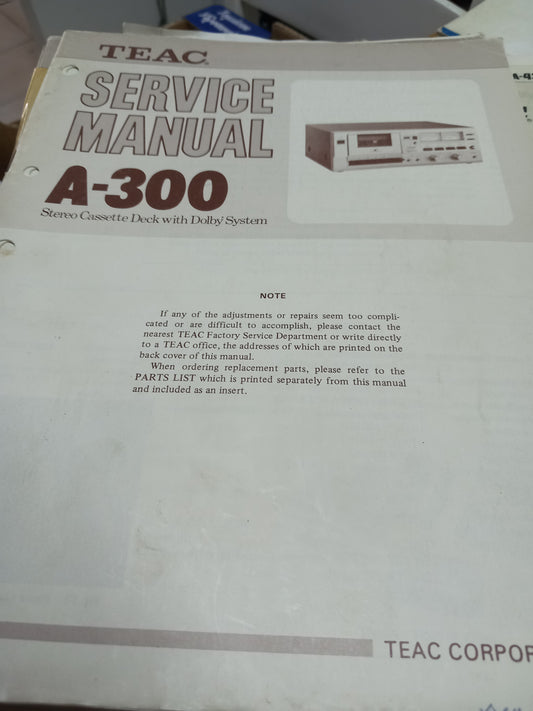 TEAC
SERVICE
MANUAL
A-300
Stereo Cassette Deck with Dolby System
NOTE
If any of the adjustments or repairs seem too compli-
cated or are difficult to accomplish, please contact the
nearest TEAC Factory Service Department or write directly
to a TEAC office, the addresses of which are printed on the
back cover of this manual.
When ordering replacement parts, please refer to the
PARTS LIST which is printed separately from this manual
and included as an insert.
TEAC CORPOR